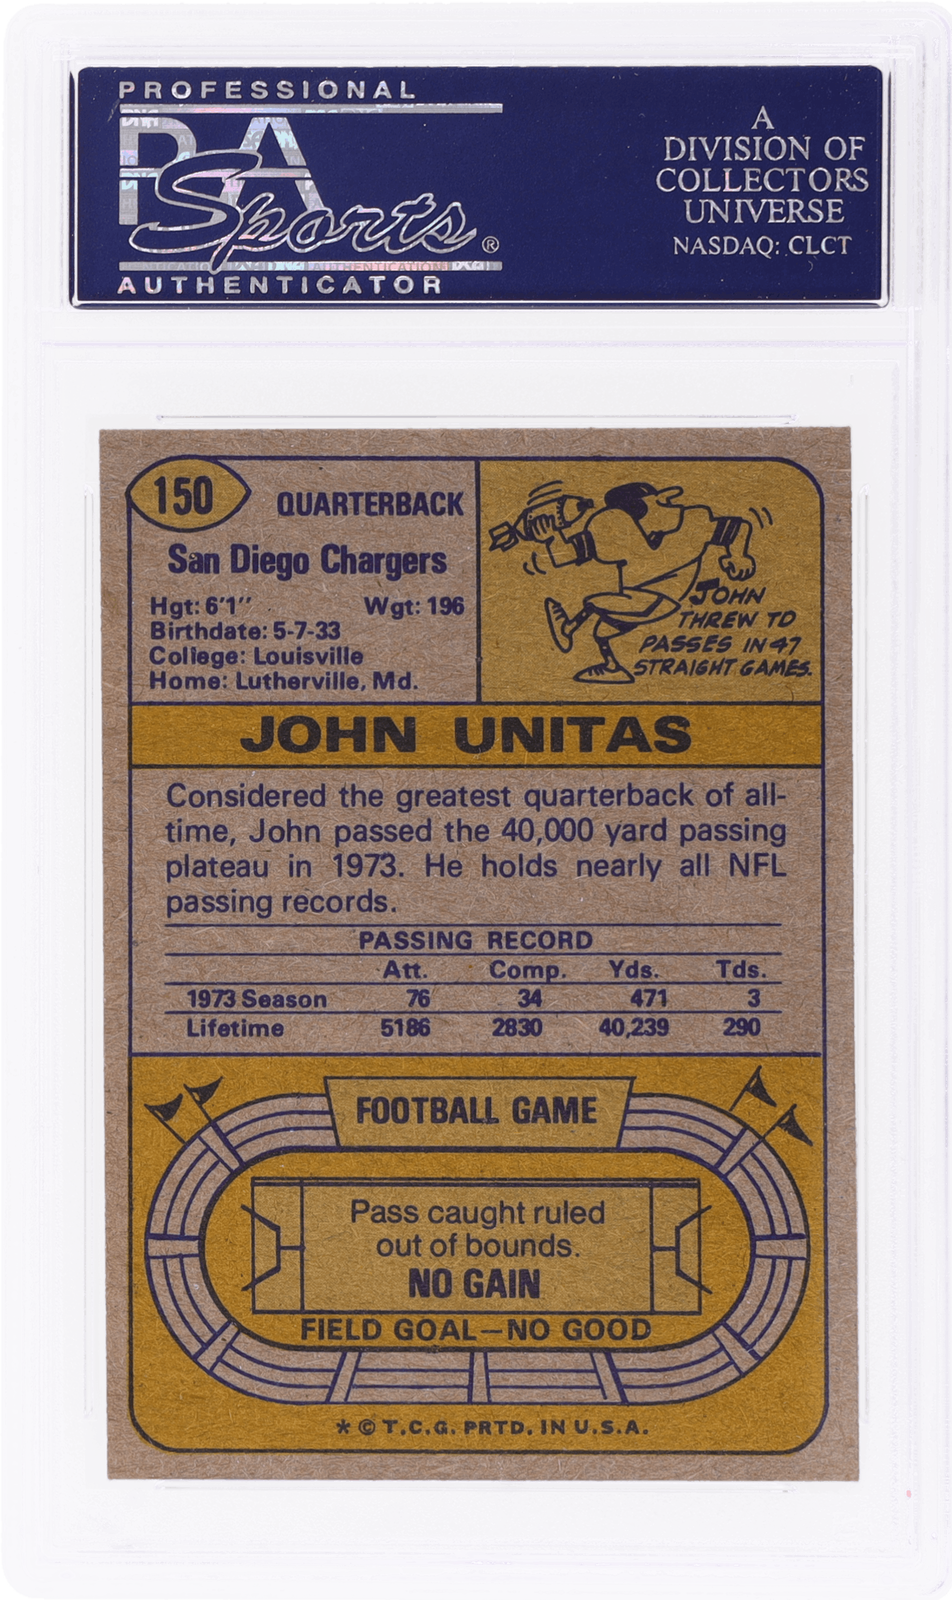 PROFESSIONAL
PSA
Sports ®
AUTHENTICATOR
A
DIVISION OF
COLLECTORS
UNIVERSE
NASDAQ: CLCT
150
QUARTERBACK
San Diego Chargers
Hgt: 6'1'' Wgt: 196
Birthdate: 5-7-33
College: Louisville
Home: Lutherville, Md.
JOHN
THREW TD
PASSES IN 47
STRAIGHT GAMES.
JOHN UNITAS
Considered the greatest quarterback of all-
time, John passed the 40,000 yard passing
plateau in 1973. He holds nearly all NFL
passing records.
PASSING RECORD
Att. Comp. Yds. Tds.
1973 Season 76 34 471 3
Lifetime 5186 2830 40,239 290
FOOTBALL GAME
Pass caught ruled
out of bounds.
NO GAIN
FIELD GOAL—NO GOOD
* © T.C.G. PRTD. IN U.S.A.